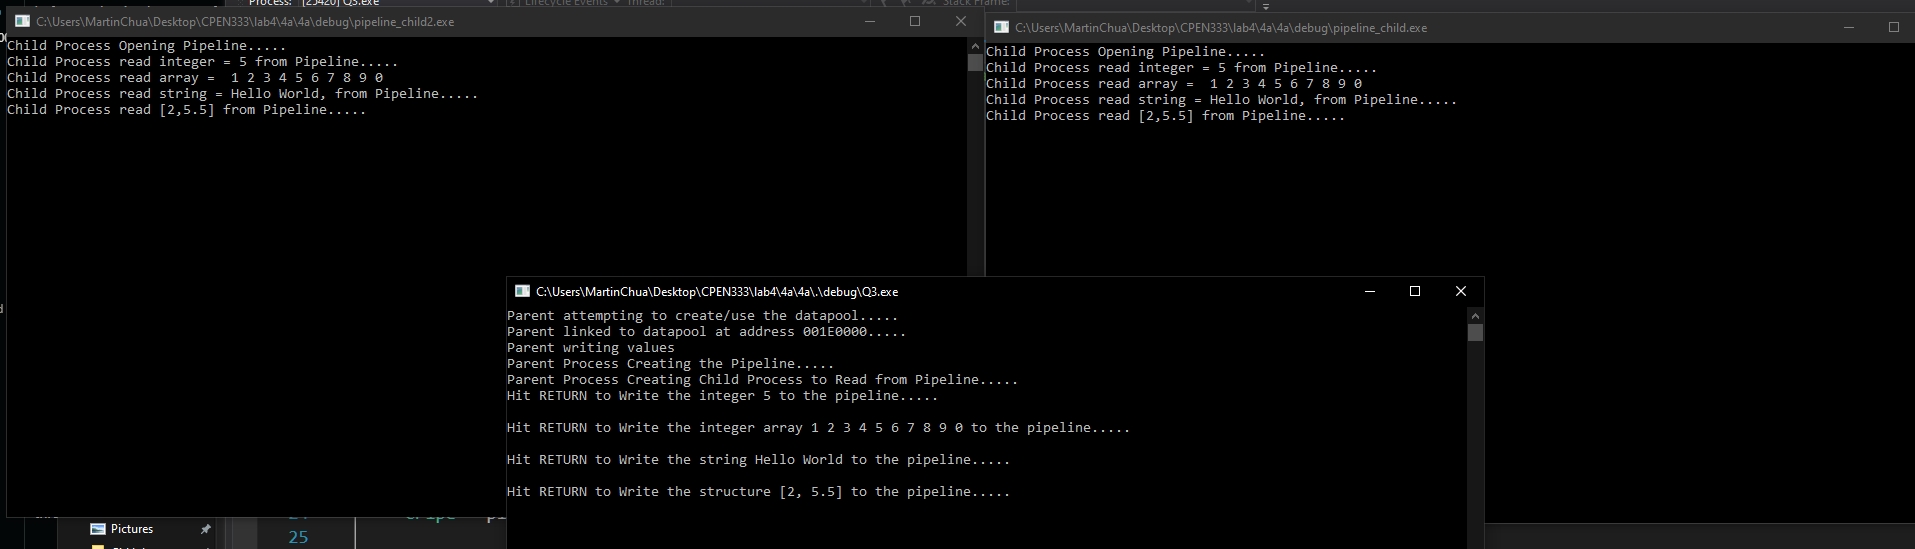 Process: [25420] Q3.exe Lifecycle Events Thread: Stack Frame:
C:\Users\MartinChua\Desktop\CPEN333\lab4\4a\4a\debug\pipeline_child2.exe
Child Process Opening Pipeline.....
Child Process read integer = 5 from Pipeline.....
Child Process read array =  1 2 3 4 5 6 7 8 9 0
Child Process read string = Hello World, from Pipeline.....
Child Process read [2,5.5] from Pipeline.....
C:\Users\MartinChua\Desktop\CPEN333\lab4\4a\4a\debug\pipeline_child.exe
Child Process Opening Pipeline.....
Child Process read integer = 5 from Pipeline.....
Child Process read array =  1 2 3 4 5 6 7 8 9 0
Child Process read string = Hello World, from Pipeline.....
Child Process read [2,5.5] from Pipeline.....
C:\Users\MartinChua\Desktop\CPEN333\lab4\4a\4a\.\debug\Q3.exe
Parent attempting to create/use the datapool.....
Parent linked to datapool at address 001E0000.....
Parent writing values
Parent Process Creating the Pipeline.....
Parent Process Creating Child Process to Read from Pipeline.....
Hit RETURN to Write the integer 5 to the pipeline.....
Hit RETURN to Write the integer array 1 2 3 4 5 6 7 8 9 0 to the pipeline.....
Hit RETURN to Write the string Hello World to the pipeline.....
Hit RETURN to Write the structure [2, 5.5] to the pipeline.....
Pictures
25